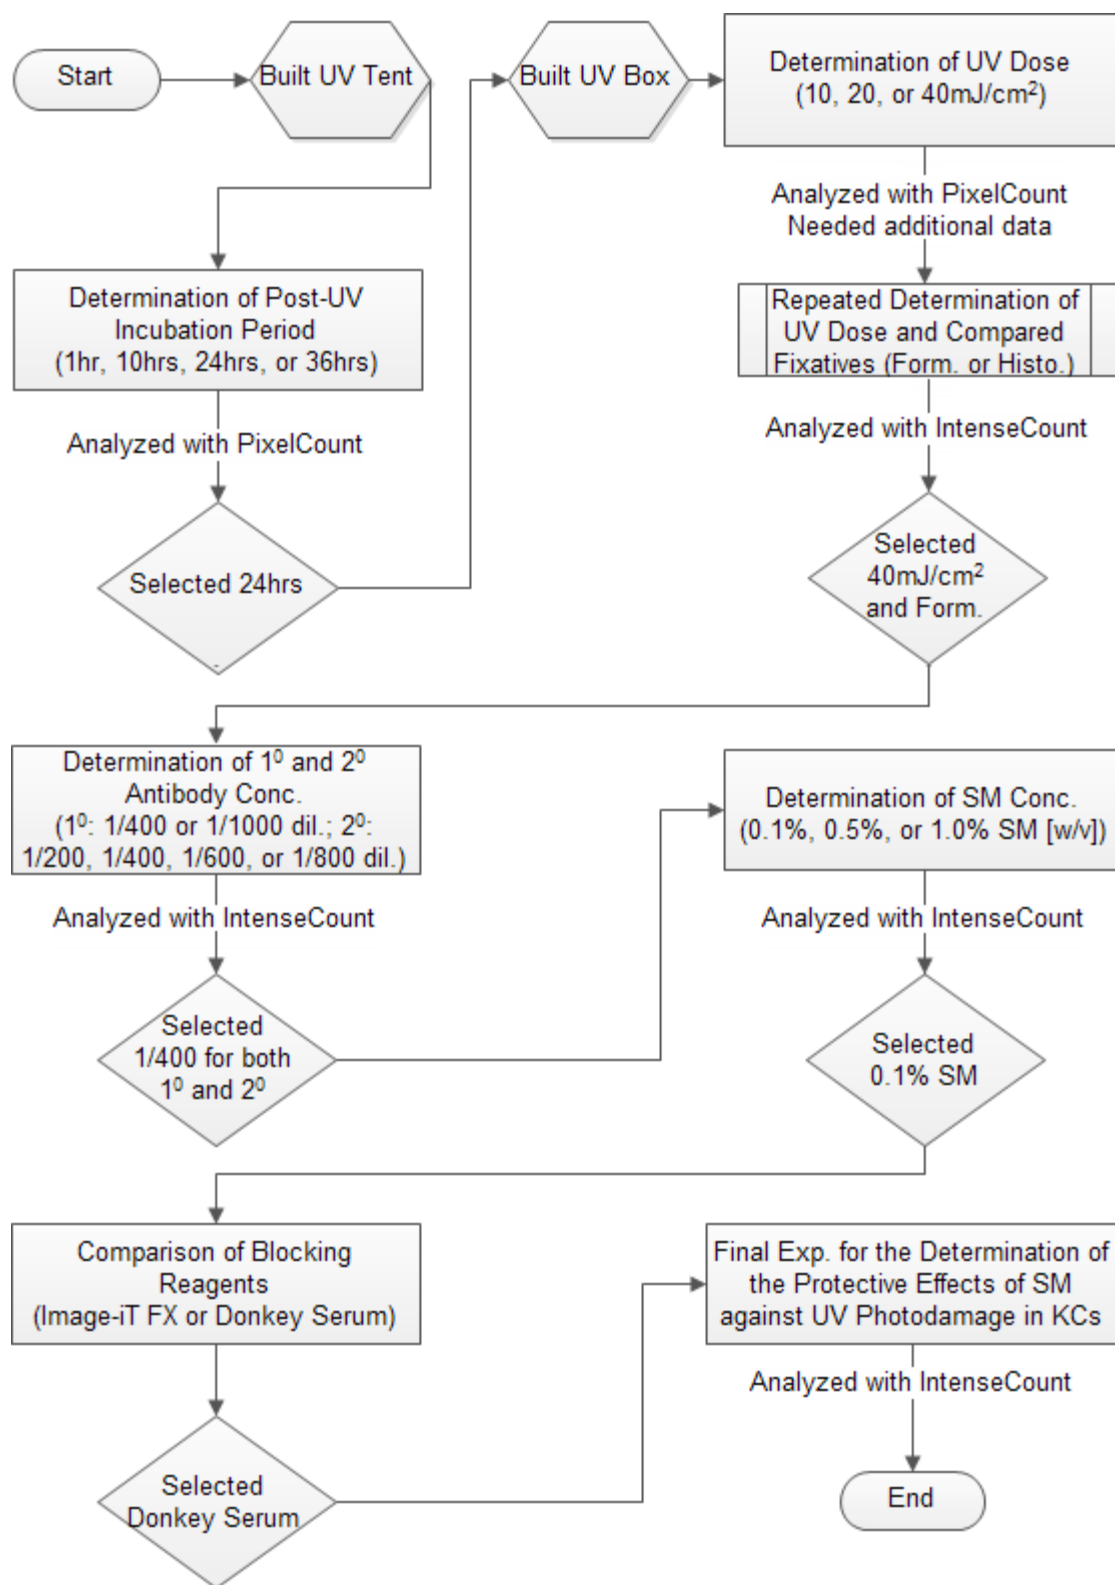 Start
Built UV Tent
Built UV Box
Determination of UV Dose
(10, 20, or 40mJ/cm²)
Analyzed with PixelCount
Needed additional data
Determination of Post-UV
Incubation Period
(1hr, 10hrs, 24hrs, or 36hrs)
Repeated Determination of
UV Dose and Compared
Fixatives (Form. or Histo.)
Analyzed with PixelCount
Analyzed with IntenseCount
Selected 24hrs
Selected
40mJ/cm²
and Form.
Determination of 1⁰ and 2⁰
Antibody Conc.
(1⁰: 1/400 or 1/1000 dil.; 2⁰:
1/200, 1/400, 1/600, or 1/800 dil.)
Determination of SM Conc.
(0.1%, 0.5%, or 1.0% SM [w/v])
Analyzed with IntenseCount
Analyzed with IntenseCount
Selected
1/400 for both
1⁰ and 2⁰
Selected
0.1% SM
Comparison of Blocking
Reagents
(Image-iT FX or Donkey Serum)
Final Exp. for the Determination of
the Protective Effects of SM
against UV Photodamage in KCs
Analyzed with IntenseCount
Selected
Donkey Serum
End